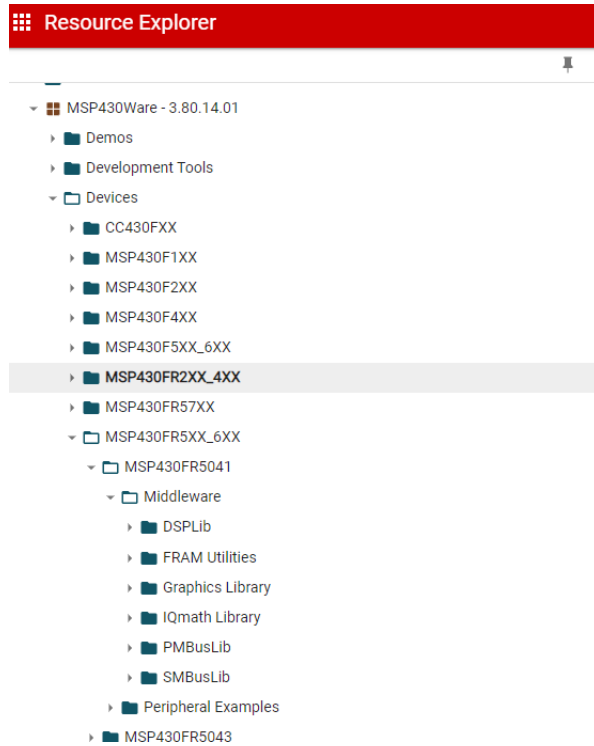 Resource Explorer
MSP430Ware - 3.80.14.01
Demos
Development Tools
Devices
CC430FXX
MSP430F1XX
MSP430F2XX
MSP430F4XX
MSP430F5XX_6XX
MSP430FR2XX_4XX
MSP430FR57XX
MSP430FR5XX_6XX
MSP430FR5041
Middleware
DSPLib
FRAM Utilities
Graphics Library
IQmath Library
PMBusLib
SMBusLib
Peripheral Examples
MSP430FR5043